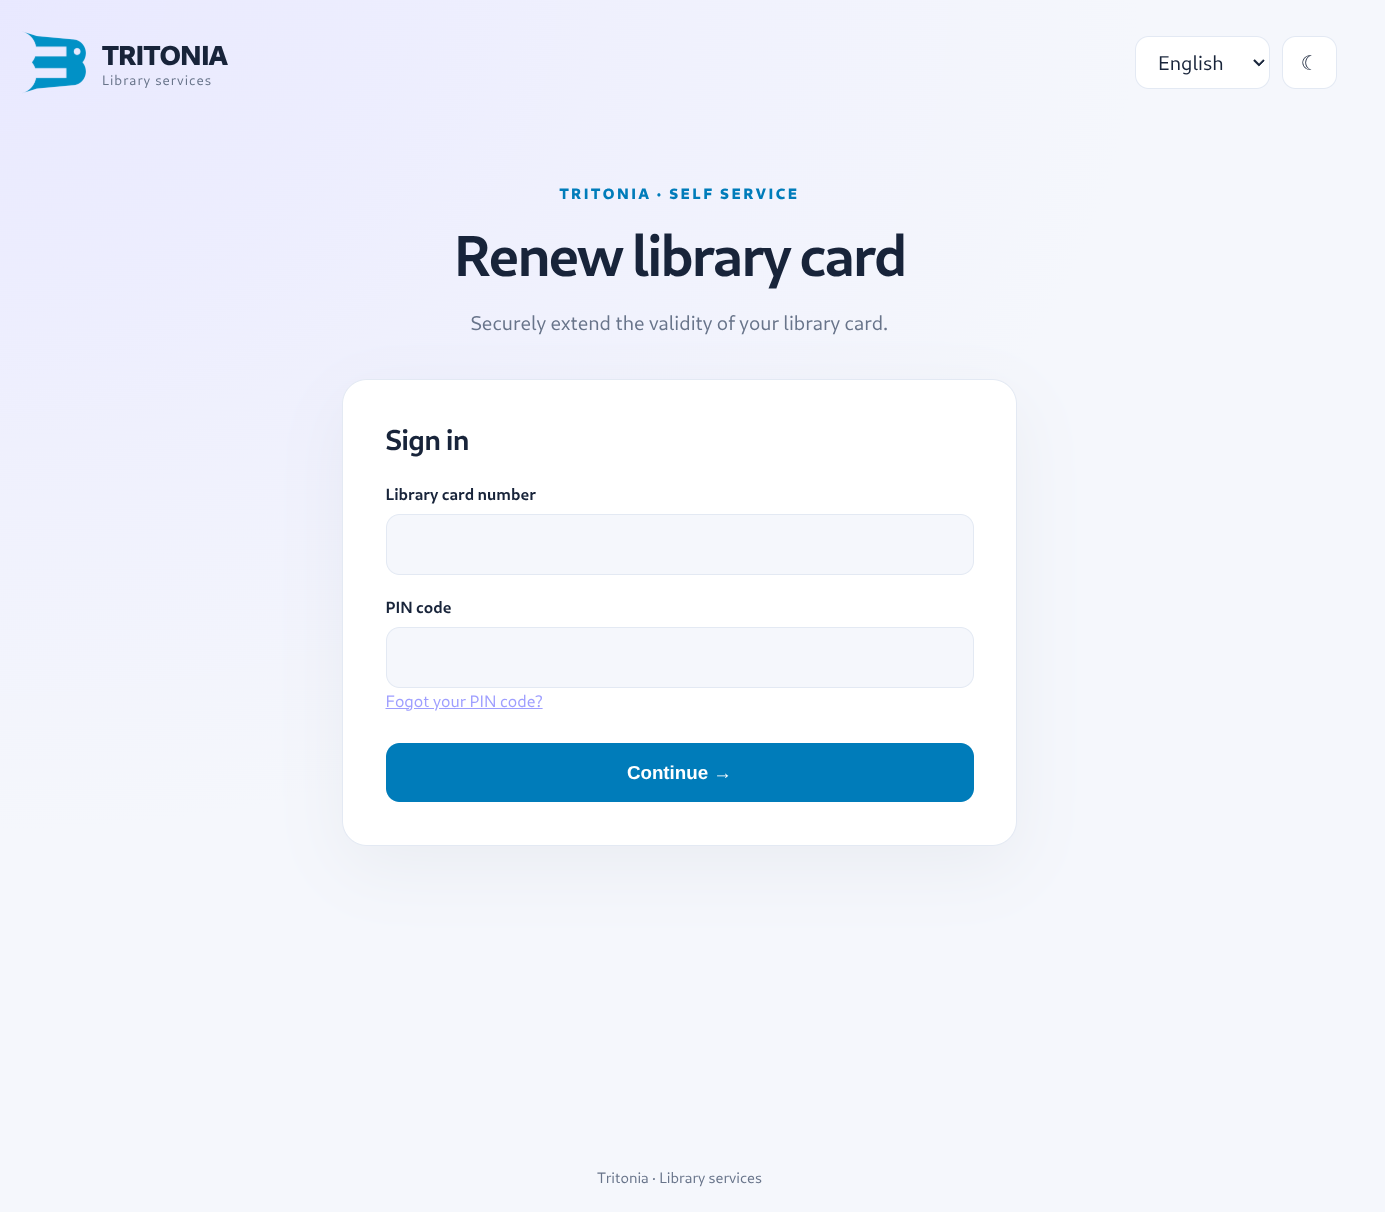 TRITONIA
Library services
English
TRITONIA · SELF SERVICE
Renew library card
Securely extend the validity of your library card.
Sign in
Library card number
PIN code
Fogot your PIN code?
Continue →
Tritonia · Library services